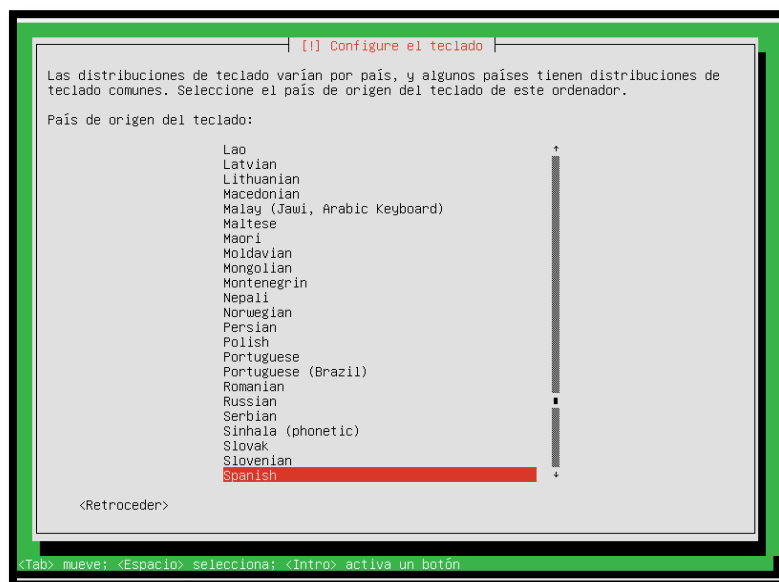 [!] Configure el teclado
Las distribuciones de teclado varían por país, y algunos países tienen distribuciones de
teclado comunes. Seleccione el país de origen del teclado de este ordenador.
País de origen del teclado:
Lao
Latvian
Lithuanian
Macedonian
Malay (Jawi, Arabic Keyboard)
Maltese
Maori
Moldavian
Mongolian
Montenegrin
Nepali
Norwegian
Persian
Polish
Portuguese
Portuguese (Brazil)
Romanian
Russian
Serbian
Sinhala (phonetic)
Slovak
Slovenian
Spanish
<Retroceder>
<Tab> mueve; <Espacio> selecciona; <Intro> activa un botón